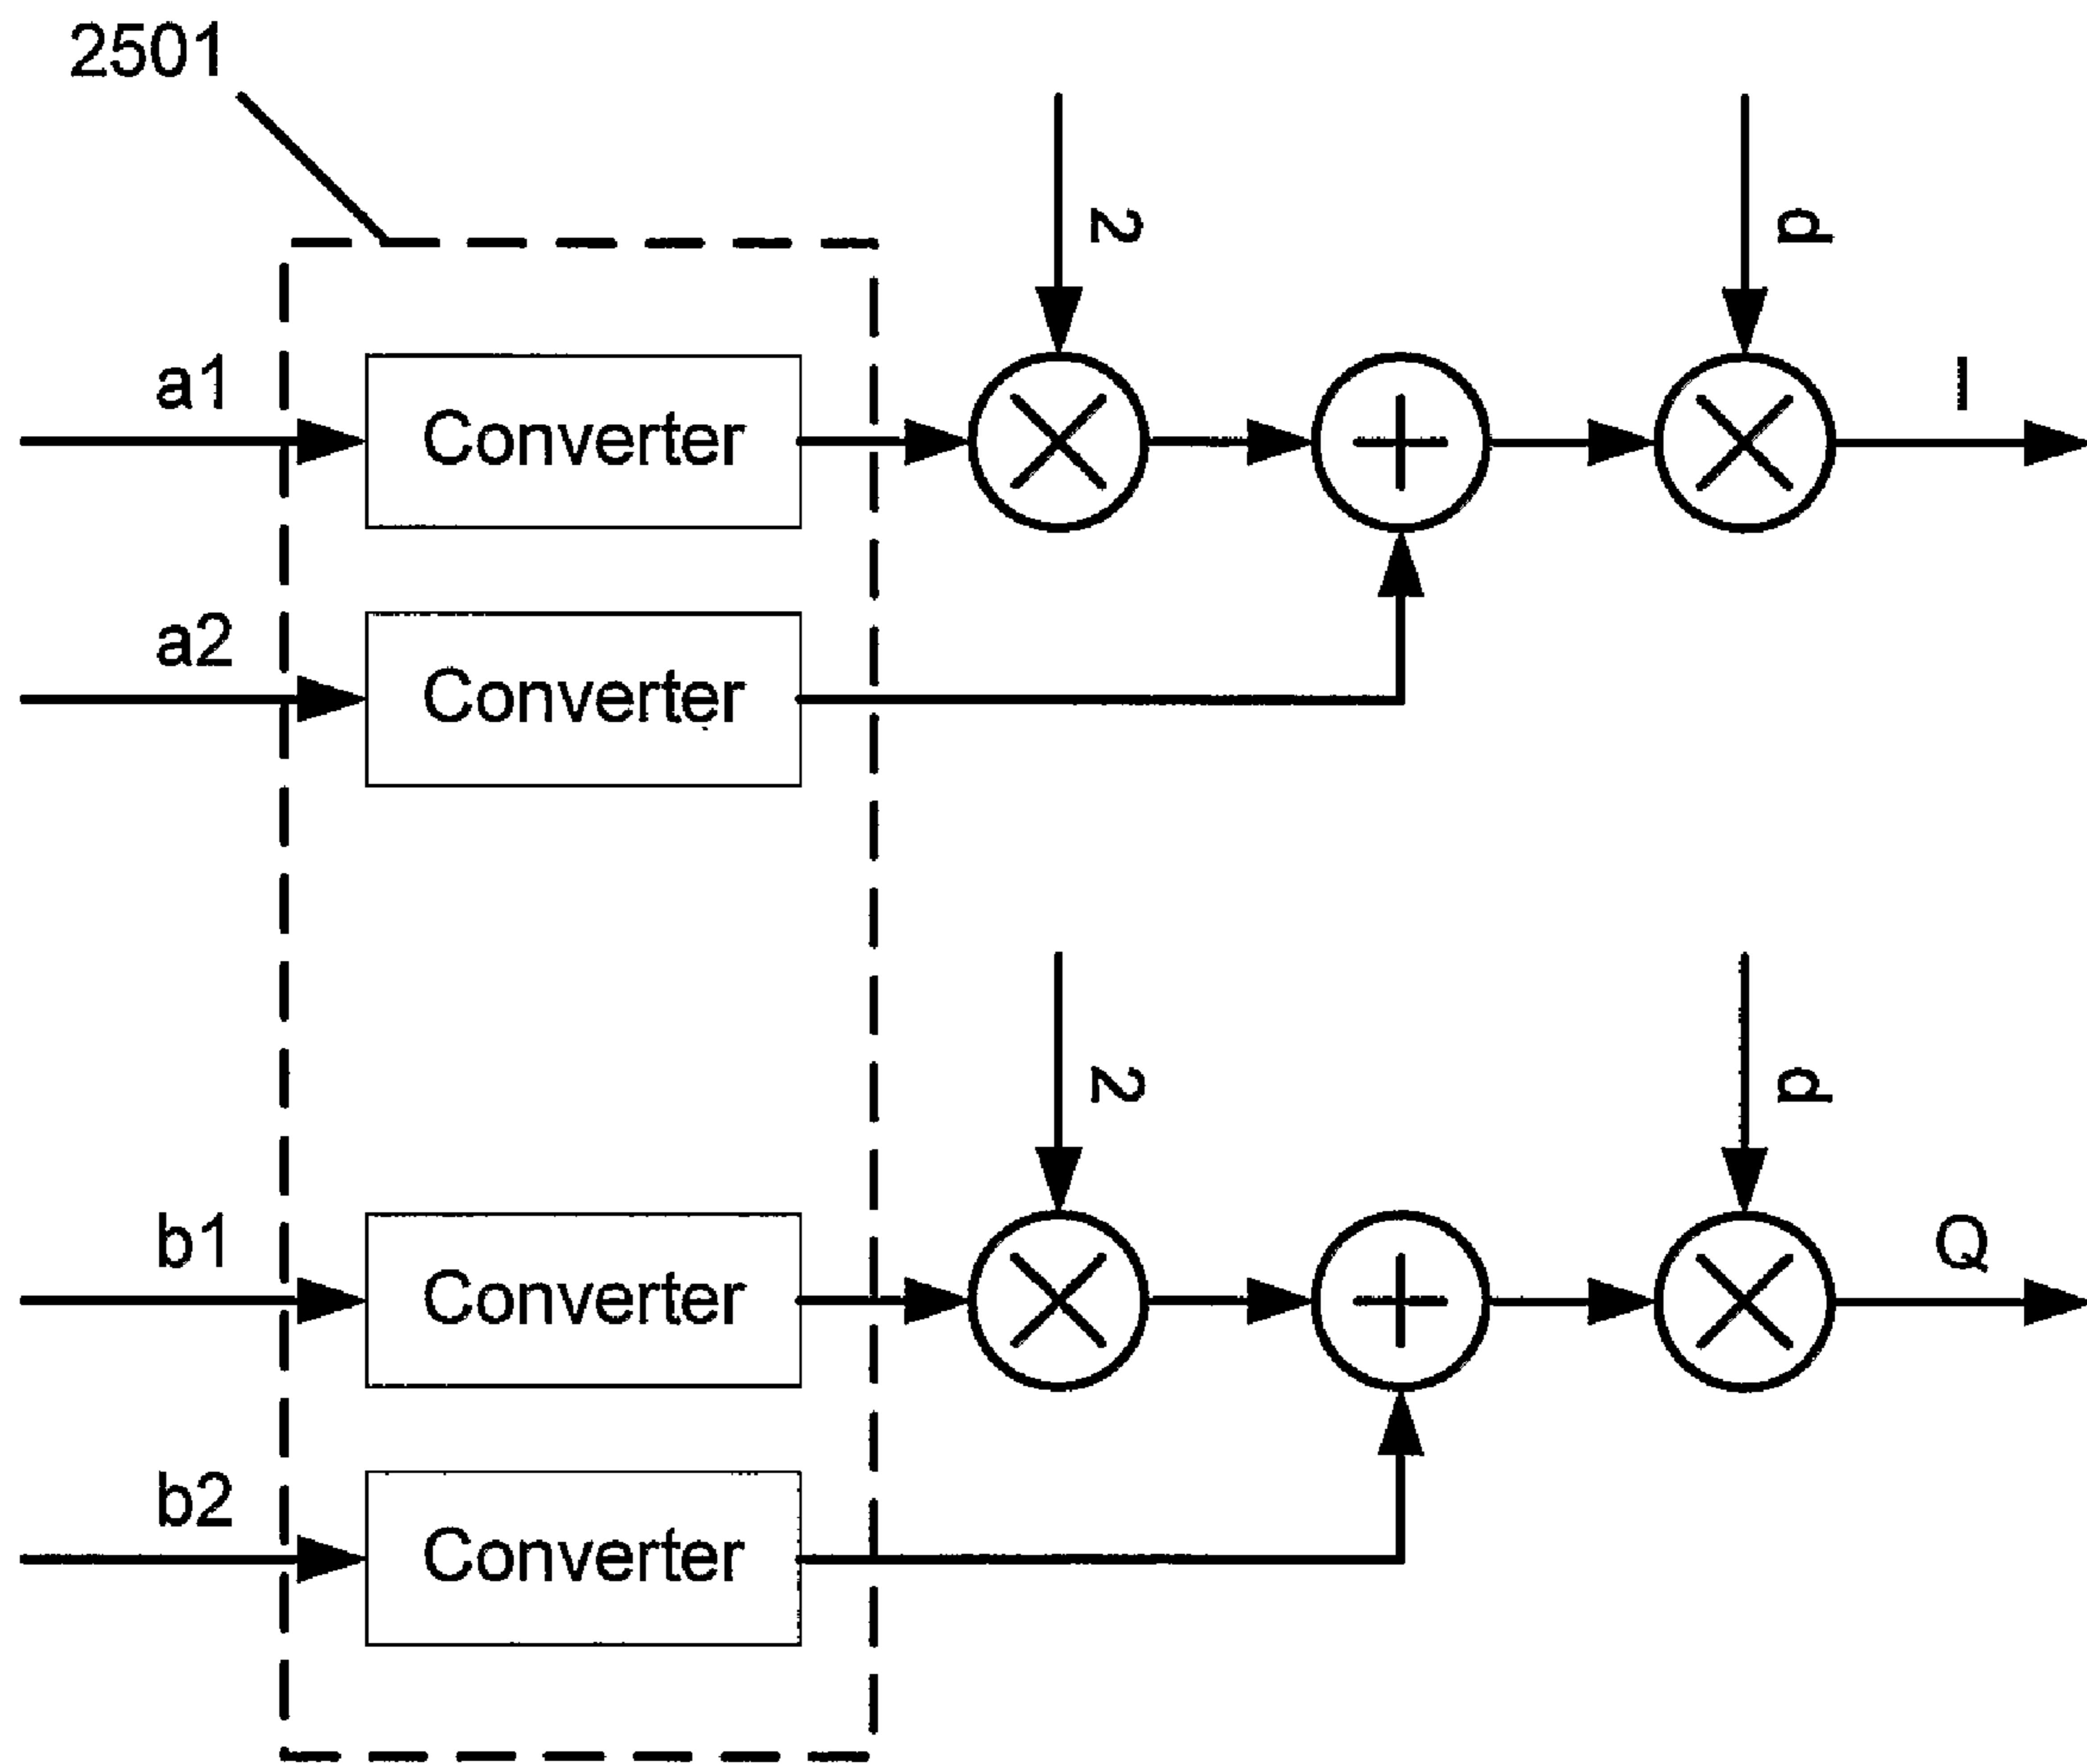 2501
2
d
a1
Converter
I
a2
Converter
2
d
b1
Converter
Q
b2
Converter